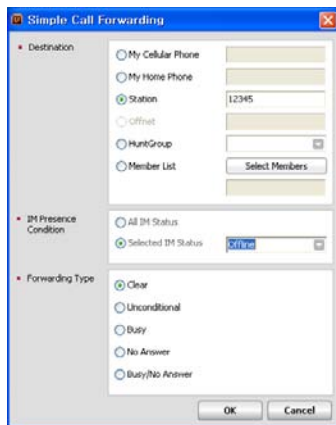 Simple Call Forwarding
Destination
My Cellular Phone
My Home Phone
Station 12345
Offnet
HuntGroup
Member List Select Members
IM Presence
Condition
All IM Status
Selected IM Status Offline
Forwarding Type
Clear
Unconditional
Busy
No Answer
Busy/No Answer
OK Cancel